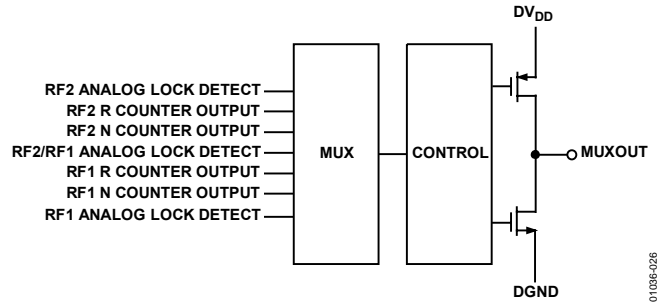 DVDD
RF2 ANALOG LOCK DETECT
RF2 R COUNTER OUTPUT
RF2 N COUNTER OUTPUT
RF2/RF1 ANALOG LOCK DETECT
RF1 R COUNTER OUTPUT
RF1 N COUNTER OUTPUT
RF1 ANALOG LOCK DETECT
MUX
CONTROL
MUXOUT
DGND
01036-026